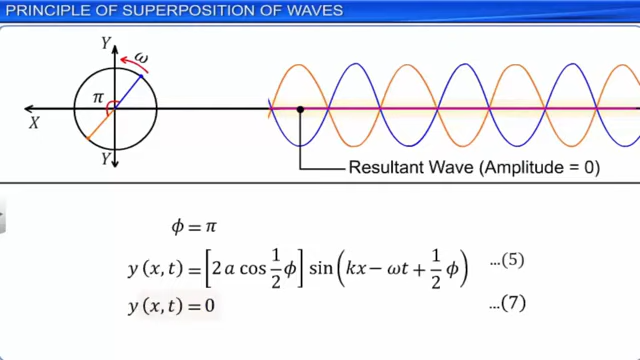 PRINCIPLE OF SUPERPOSITION OF WAVES
Y
ω
π
X
Y
Resultant Wave (Amplitude = 0)
ϕ = π
y (x, t) = [2 a cos 1/2 ϕ] sin (kx − ωt + 1/2 ϕ) ...(5)
y (x, t) = 0 ...(7)